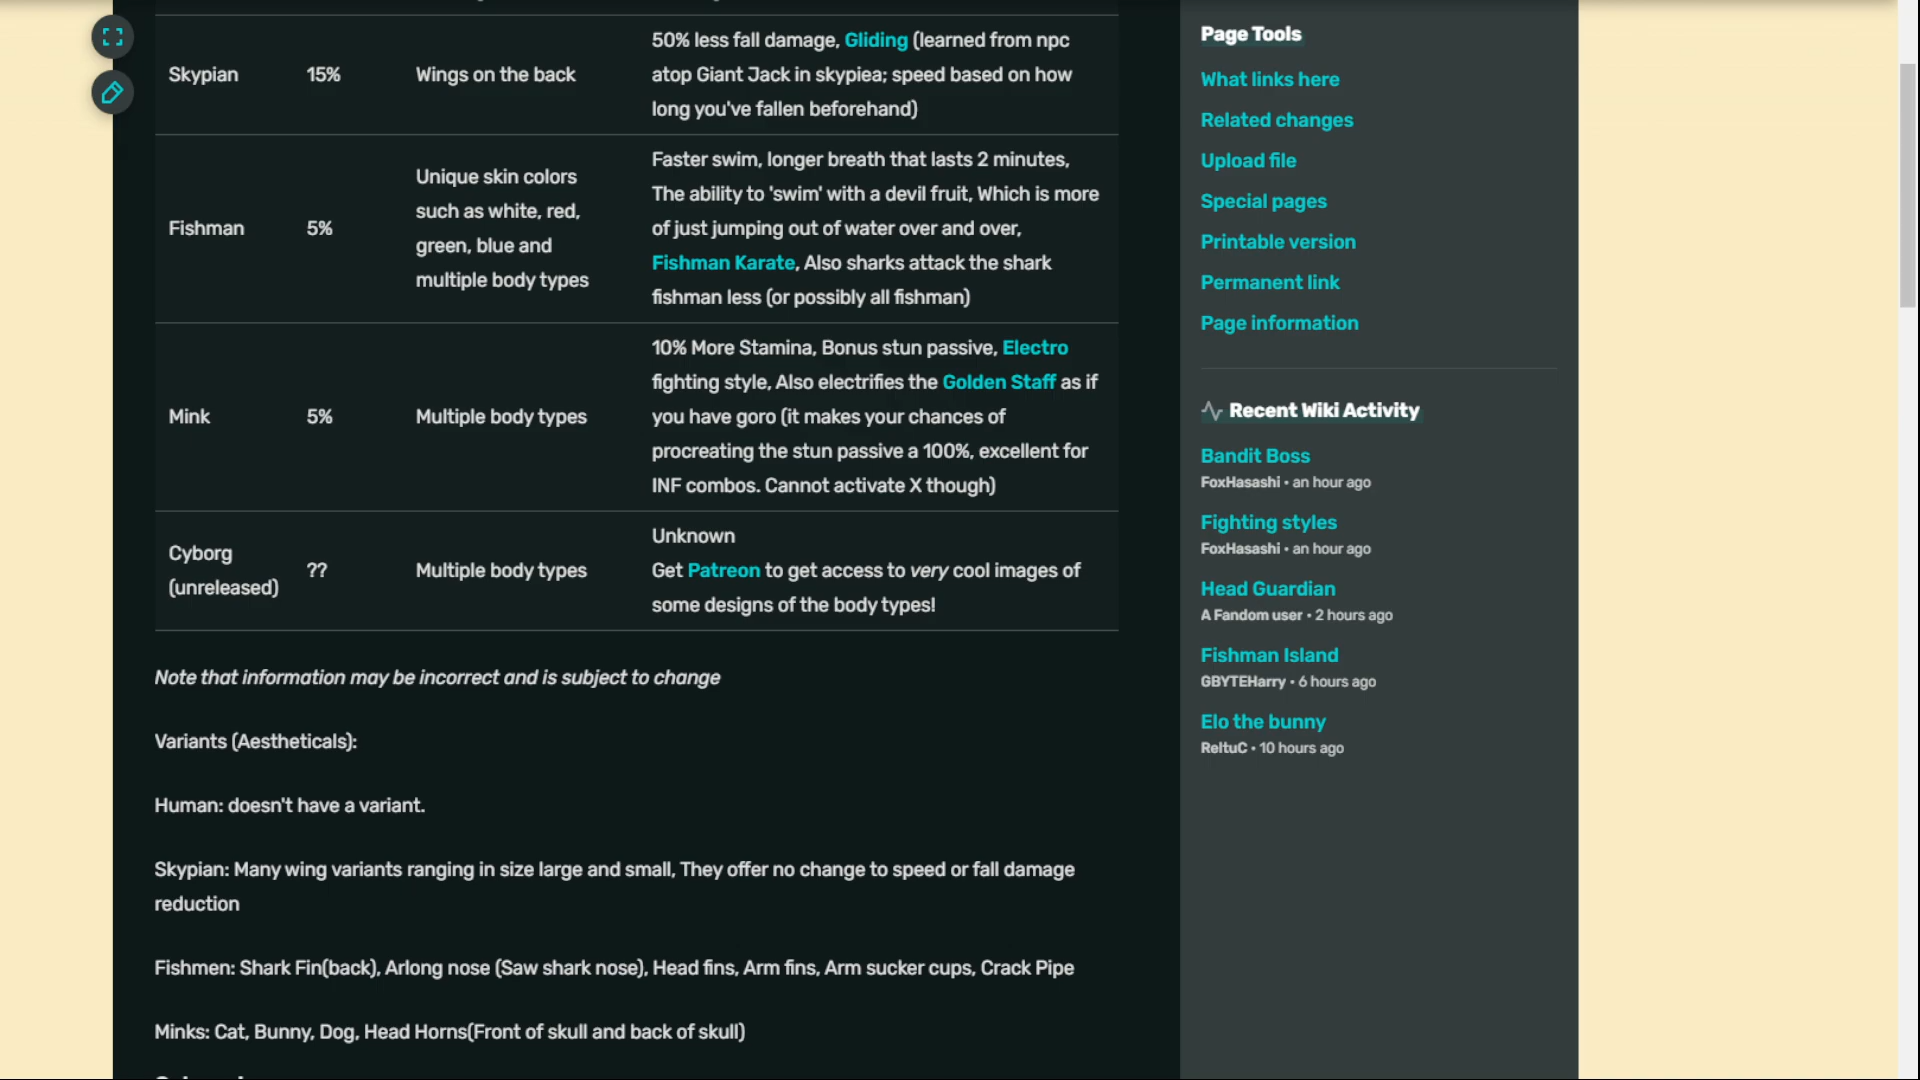 Skypian
15%
Wings on the back
50% less fall damage, Gliding (learned from npc
atop Giant Jack in skypiea; speed based on how
long you've fallen beforehand)
Fishman
5%
Unique skin colors
such as white, red,
green, blue and
multiple body types
Faster swim, longer breath that lasts 2 minutes,
The ability to 'swim' with a devil fruit, Which is more
of just jumping out of water over and over,
Fishman Karate, Also sharks attack the shark
fishman less (or possibly all fishman)
Mink
5%
Multiple body types
10% More Stamina, Bonus stun passive, Electro
fighting style, Also electrifies the Golden Staff as if
you have goro (it makes your chances of
procreating the stun passive a 100%, excellent for
INF combos. Cannot activate X though)
Cyborg
(unreleased)
??
Multiple body types
Unknown
Get Patreon to get access to very cool images of
some designs of the body types!
Note that information may be incorrect and is subject to change
Variants (Aestheticals):
Human: doesn't have a variant.
Skypian: Many wing variants ranging in size large and small, They offer no change to speed or fall damage
reduction
Fishmen: Shark Fin(back), Arlong nose (Saw shark nose), Head fins, Arm fins, Arm sucker cups, Crack Pipe
Minks: Cat, Bunny, Dog, Head Horns(Front of skull and back of skull)
Page Tools
What links here
Related changes
Upload file
Special pages
Printable version
Permanent link
Page information
Recent Wiki Activity
Bandit Boss
FoxHasashi • an hour ago
Fighting styles
FoxHasashi • an hour ago
Head Guardian
A Fandom user • 2 hours ago
Fishman Island
GBYTEHarry • 6 hours ago
Elo the bunny
ReltuC • 10 hours ago